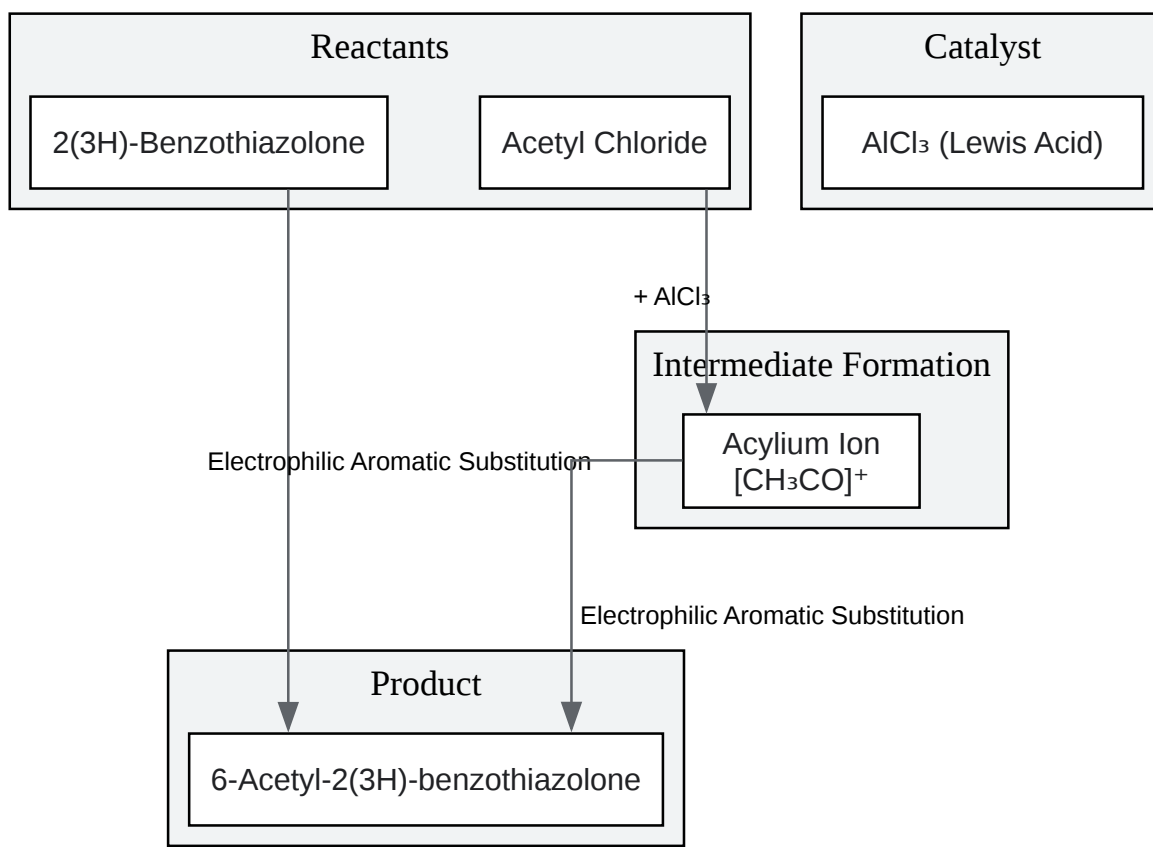 Reactants
Catalyst
2(3H)-Benzothiazolone
Acetyl Chloride
AlCl₃ (Lewis Acid)
+ AlCl₃
Intermediate Formation
Acylium Ion
[CH₃CO]⁺
Electrophilic Aromatic Substitution
Electrophilic Aromatic Substitution
Product
6-Acetyl-2(3H)-benzothiazolone